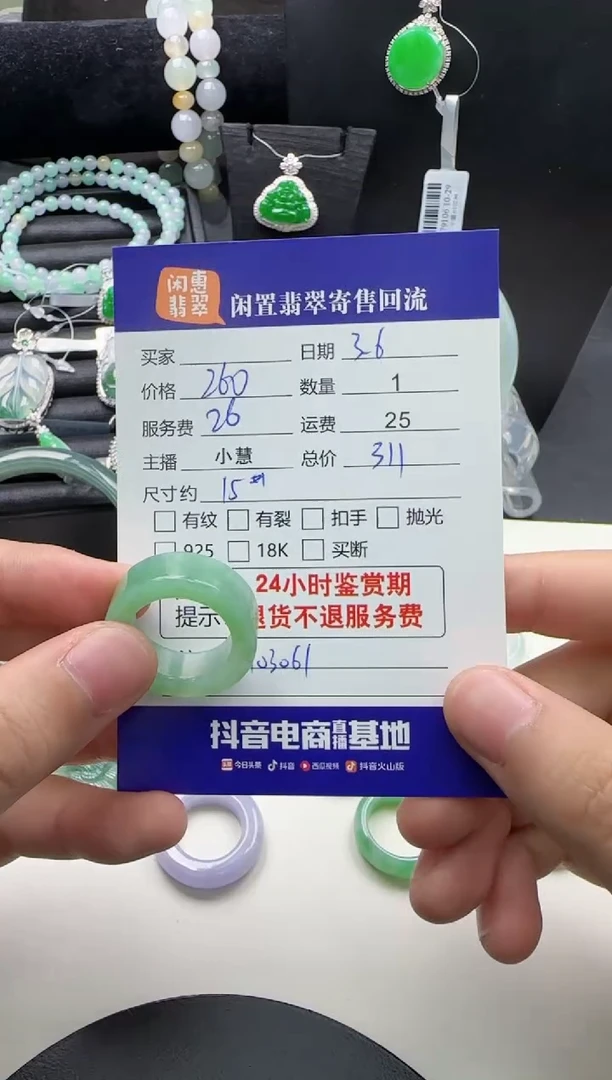 闲惠
翡翠
闲置翡翠寄售回流
买家 日期 3.6
价格 260 数量 1
服务费 26 运费 25
主播 小慧 总价 311
尺寸约 15#
有纹 有裂 扣手 抛光
925 18K 买断
24小时鉴赏期
提示 退货不退服务费
03061
抖音电商直播基地
今日头条 抖音 西瓜视频 抖音火山版